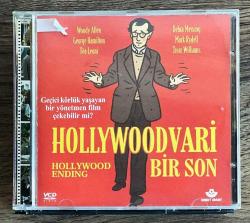 Woody Allen
George Hamilton
Téa Leoni
Debra Messing
Mark Rydell
Treat Williams
Geçici körlük yaşayan
bir yönetmen film
çekebilir mi?
HOLLYWOODVARİ
BİR SON
HOLLYWOOD
ENDING
VCD